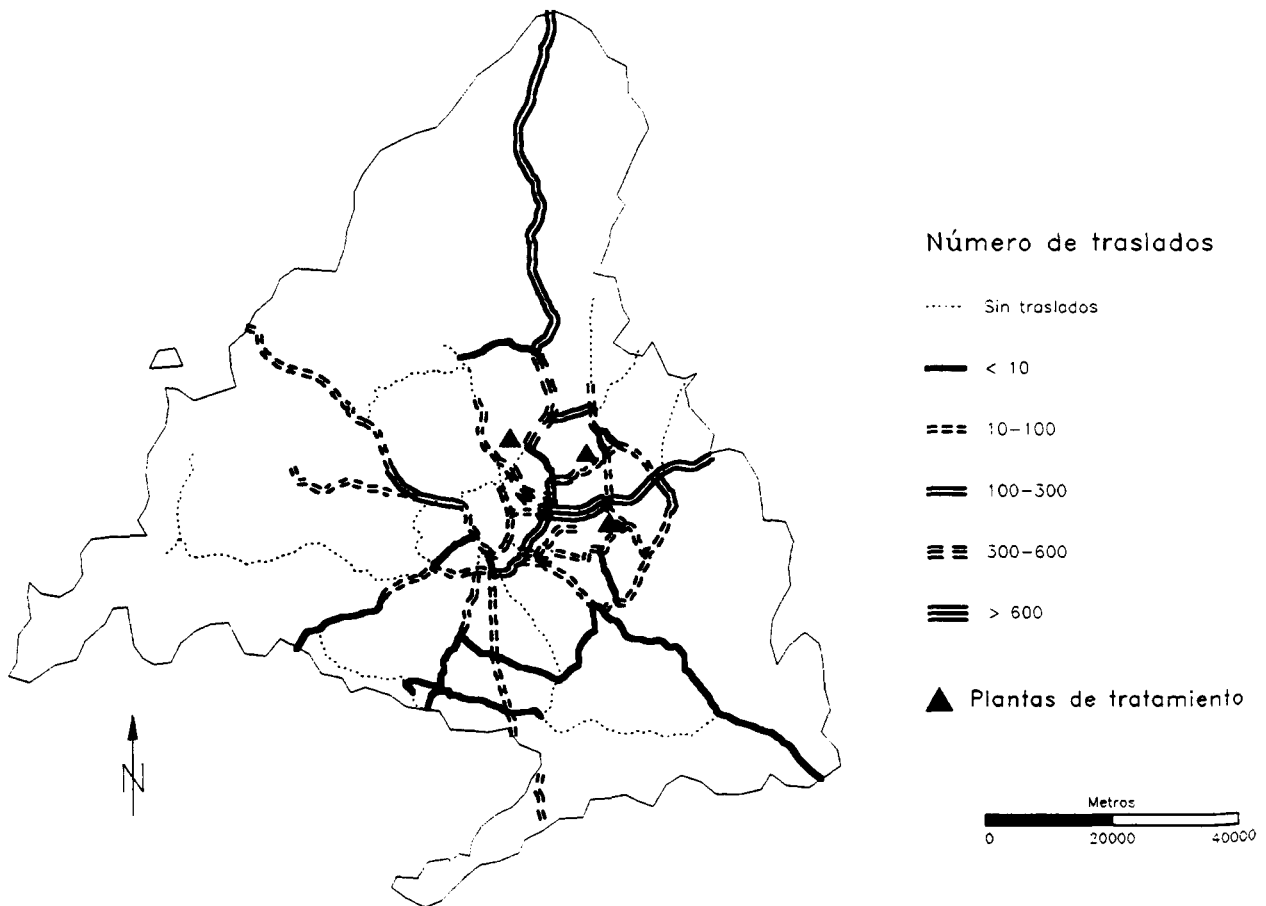 Número de traslados
Sin traslados
< 10
10-100
100-300
300-600
> 600
Plantas de tratamiento
N
Metros
0 20000 40000